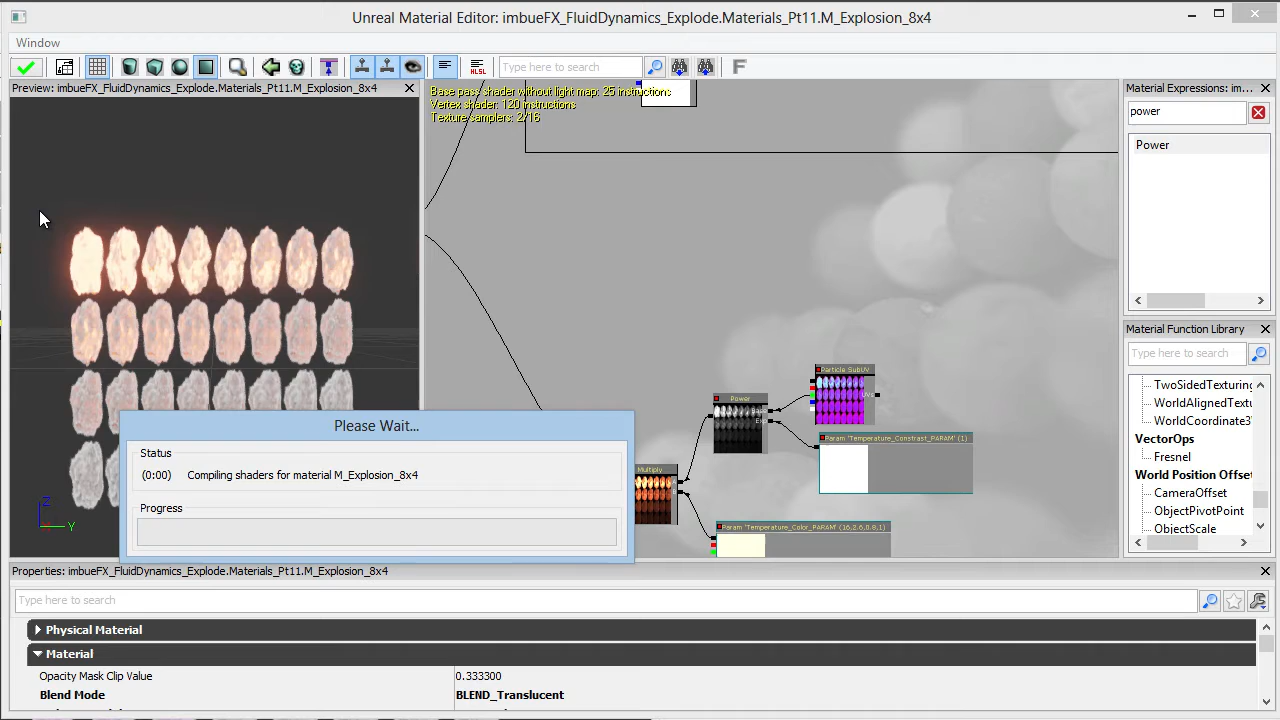 Unreal Material Editor: imbueFX_FluidDynamics_Explode.Materials_Pt11.M_Explosion_8x4
Window
HLSL
Type here to search
F
Preview: imbueFX_FluidDynamics_Explode.Materials_Pt11.M_Explosion_8x4
Base pass shader without light map: 25 instructions
Vertex shader: 120 instructions
Texture samplers: 2/16
Material Expressions: im...
power
Power
Material Function Library
Type here to search
TwoSidedTexturing
WorldAlignedTextu
WorldCoordinate3
VectorOps
Fresnel
World Position Offset
CameraOffset
ObjectPivotPoint
ObjectScale
Particle SubUV
UVs
Power
Base
Exp
Param 'Temperature_Constrast_PARAM' (1)
Multiply
A
B
Param 'Temperature_Color_PARAM' (16,2.6,0.8,1)
Z
Y
Please Wait...
Status
(0:00) Compiling shaders for material M_Explosion_8x4
Progress
Properties: imbueFX_FluidDynamics_Explode.Materials_Pt11.M_Explosion_8x4
Type here to search
Physical Material
Material
Opacity Mask Clip Value 0.333300
Blend Mode BLEND_Translucent